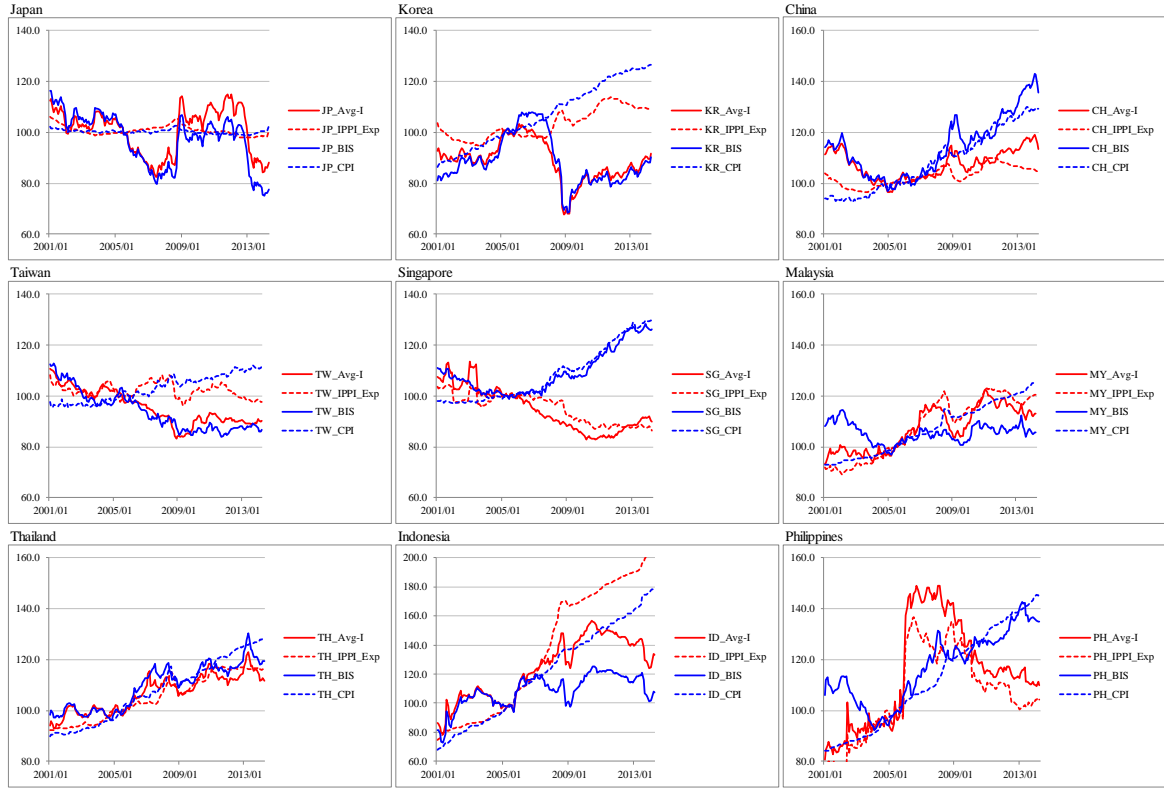 Japan
140.0
120.0
100.0
80.0
60.0
2001/01 2005/01 2009/01 2013/01
JP_Avg-I
JP_IPPI_Exp
JP_BIS
JP_CPI
Korea
140.0
120.0
100.0
80.0
60.0
2001/01 2005/01 2009/01 2013/01
KR_Avg-I
KR_IPPI_Exp
KR_BIS
KR_CPI
China
160.0
140.0
120.0
100.0
80.0
2001/01 2005/01 2009/01 2013/01
CH_Avg-I
CH_IPPI_Exp
CH_BIS
CH_CPI
Taiwan
140.0
120.0
100.0
80.0
60.0
2001/01 2005/01 2009/01 2013/01
TW_Avg-I
TW_IPPI_Exp
TW_BIS
TW_CPI
Singapore
140.0
120.0
100.0
80.0
60.0
2001/01 2005/01 2009/01 2013/01
SG_Avg-I
SG_IPPI_Exp
SG_BIS
SG_CPI
Malaysia
160.0
140.0
120.0
100.0
80.0
2001/01 2005/01 2009/01 2013/01
MY_Avg-I
MY_IPPI_Exp
MY_BIS
MY_CPI
Thailand
160.0
140.0
120.0
100.0
80.0
2001/01 2005/01 2009/01 2013/01
TH_Avg-I
TH_IPPI_Exp
TH_BIS
TH_CPI
Indonesia
200.0
180.0
160.0
140.0
120.0
100.0
80.0
60.0
2001/01 2005/01 2009/01 2013/01
ID_Avg-I
ID_IPPI_Exp
ID_BIS
ID_CPI
Philippines
160.0
140.0
120.0
100.0
80.0
2001/01 2005/01 2009/01 2013/01
PH_Avg-I
PH_IPPI_Exp
PH_BIS
PH_CPI